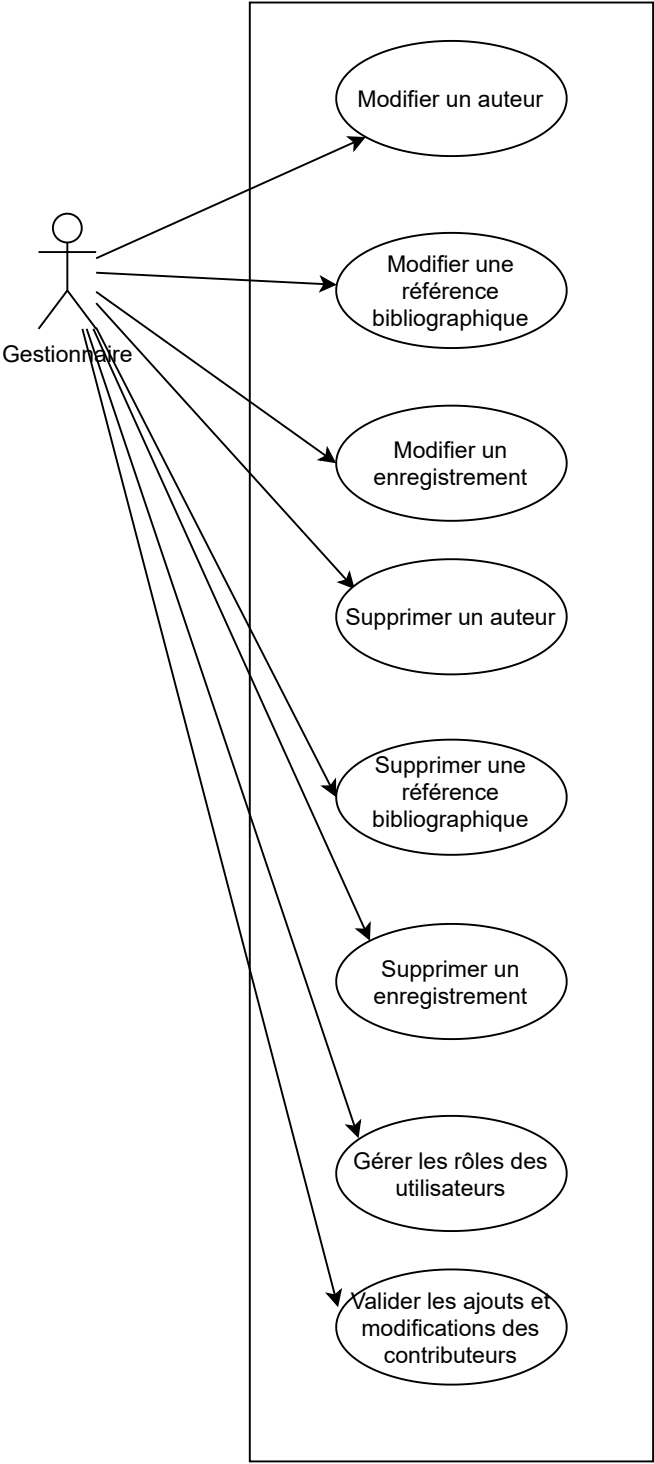 Modifier un auteur
Modifier une
référence
bibliographique
Gestionnaire
Modifier un
enregistrement
Supprimer un auteur
Supprimer une
référence
bibliographique
Supprimer un
enregistrement
Gérer les rôles des
utilisateurs
Valider les ajouts et
modifications des
contributeurs